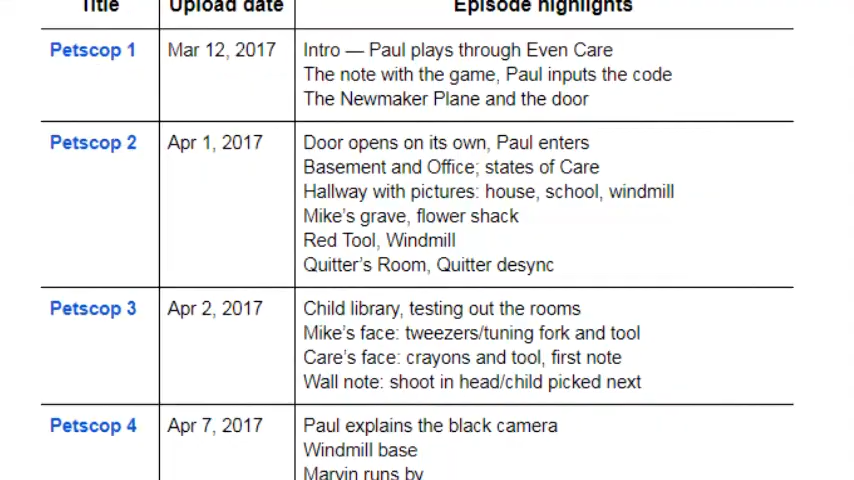 Title Upload date Episode highlights
Petscop 1 Mar 12, 2017 Intro — Paul plays through Even Care
The note with the game, Paul inputs the code
The Newmaker Plane and the door
Petscop 2 Apr 1, 2017 Door opens on its own, Paul enters
Basement and Office; states of Care
Hallway with pictures: house, school, windmill
Mike's grave, flower shack
Red Tool, Windmill
Quitter's Room, Quitter desync
Petscop 3 Apr 2, 2017 Child library, testing out the rooms
Mike's face: tweezers/tuning fork and tool
Care's face: crayons and tool, first note
Wall note: shoot in head/child picked next
Petscop 4 Apr 7, 2017 Paul explains the black camera
Windmill base
Marvin runs by